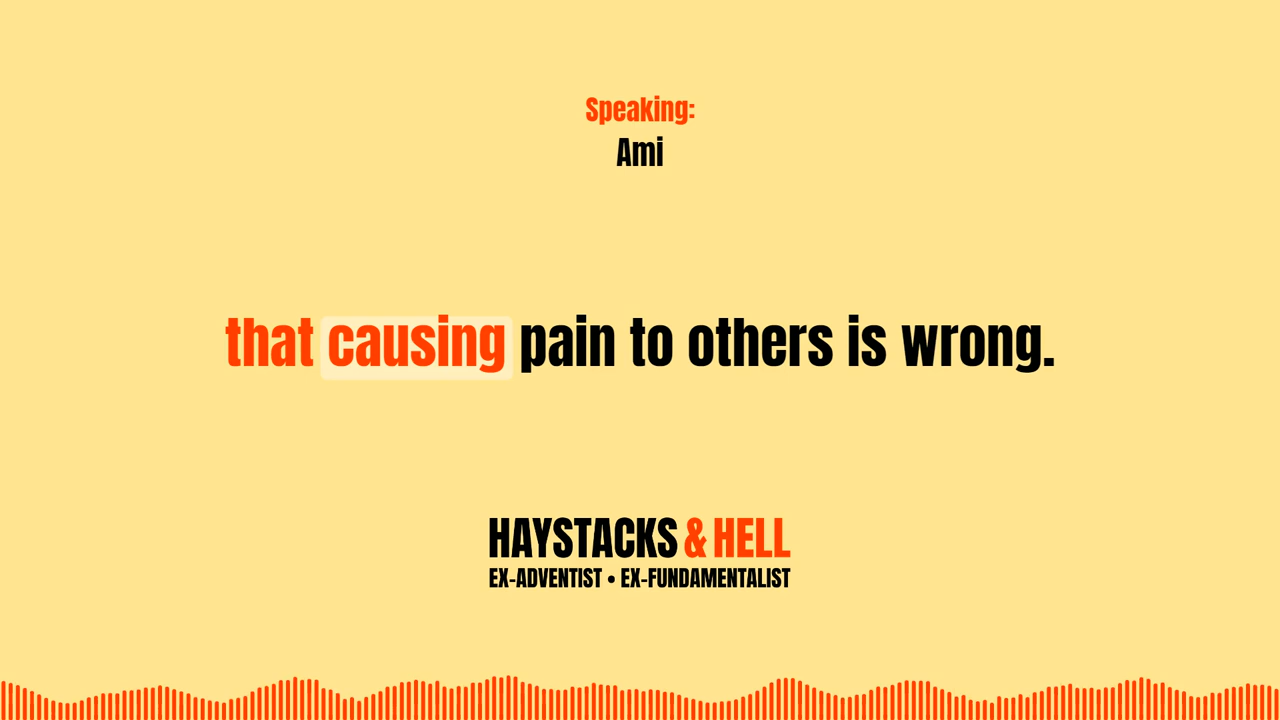 Speaking:
Ami
that causing pain to others is wrong.
HAYSTACKS & HELL
EX-ADVENTIST • EX-FUNDAMENTALIST